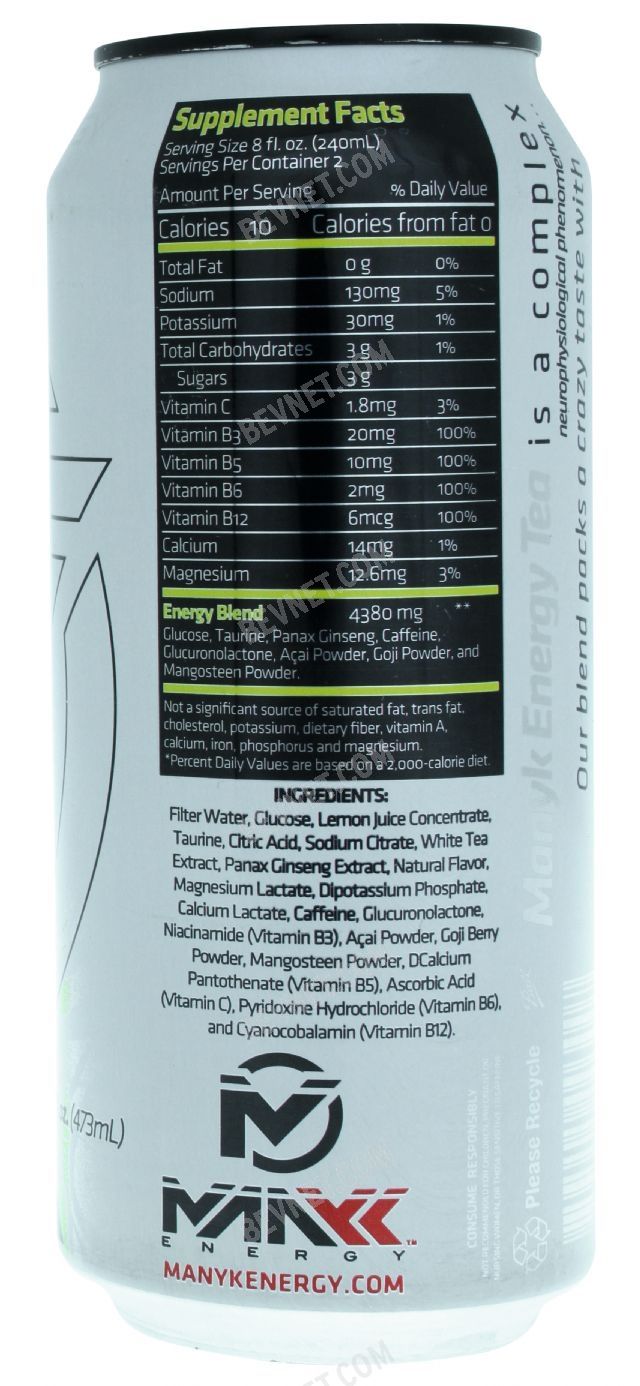 Supplement Facts
Serving Size 8 fl. oz. (240mL)
Servings Per Container 2
Amount Per Serving % Daily Value
Calories 10 Calories from fat 0
Total Fat 0 g 0%
Sodium 130mg 5%
Potassium 30mg 1%
Total Carbohydrates 3 g 1%
Sugars 3 g
Vitamin C 1.8mg 3%
Vitamin B3 20mg 100%
Vitamin B5 10mg 100%
Vitamin B6 2mg 100%
Vitamin B12 6mcg 100%
Calcium 14mg 1%
Magnesium 12.6mg 3%
Energy Blend 4380 mg **
Glucose, Taurine, Panax Ginseng, Caffeine,
Glucuronolactone, Açai Powder, Goji Powder, and
Mangosteen Powder.
Not a significant source of saturated fat, trans fat,
cholesterol, potassium, dietary fiber, vitamin A,
calcium, iron, phosphorus and magnesium.
*Percent Daily Values are based on a 2,000-calorie diet.
INGREDIENTS:
Filter Water, Glucose, Lemon Juice Concentrate,
Taurine, Citric Acid, Sodium Citrate, White Tea
Extract, Panax Ginseng Extract, Natural Flavor,
Magnesium Lactate, Dipotassium Phosphate,
Calcium Lactate, Caffeine, Glucuronolactone,
Niacinamide (Vitamin B3), Açai Powder, Goji Berry
Powder, Mangosteen Powder, DCalcium
Pantothenate (Vitamin B5), Ascorbic Acid
(Vitamin C), Pyridoxine Hydrochloride (Vitamin B6),
and Cyanocobalamin (Vitamin B12).
MANYK
ENERGY
MANYKENERGY.COM
oz. (473mL)
Manyk Energy Tea
is a complex
neurophysiological phenomenon...
Our blend packs a crazy taste with
CONSUME RESPONSIBLY
Please Recycle
BEVNET.COM
BEVNET.COM
BEVNET.COM
BEVNET.COM
BEVNET.COM